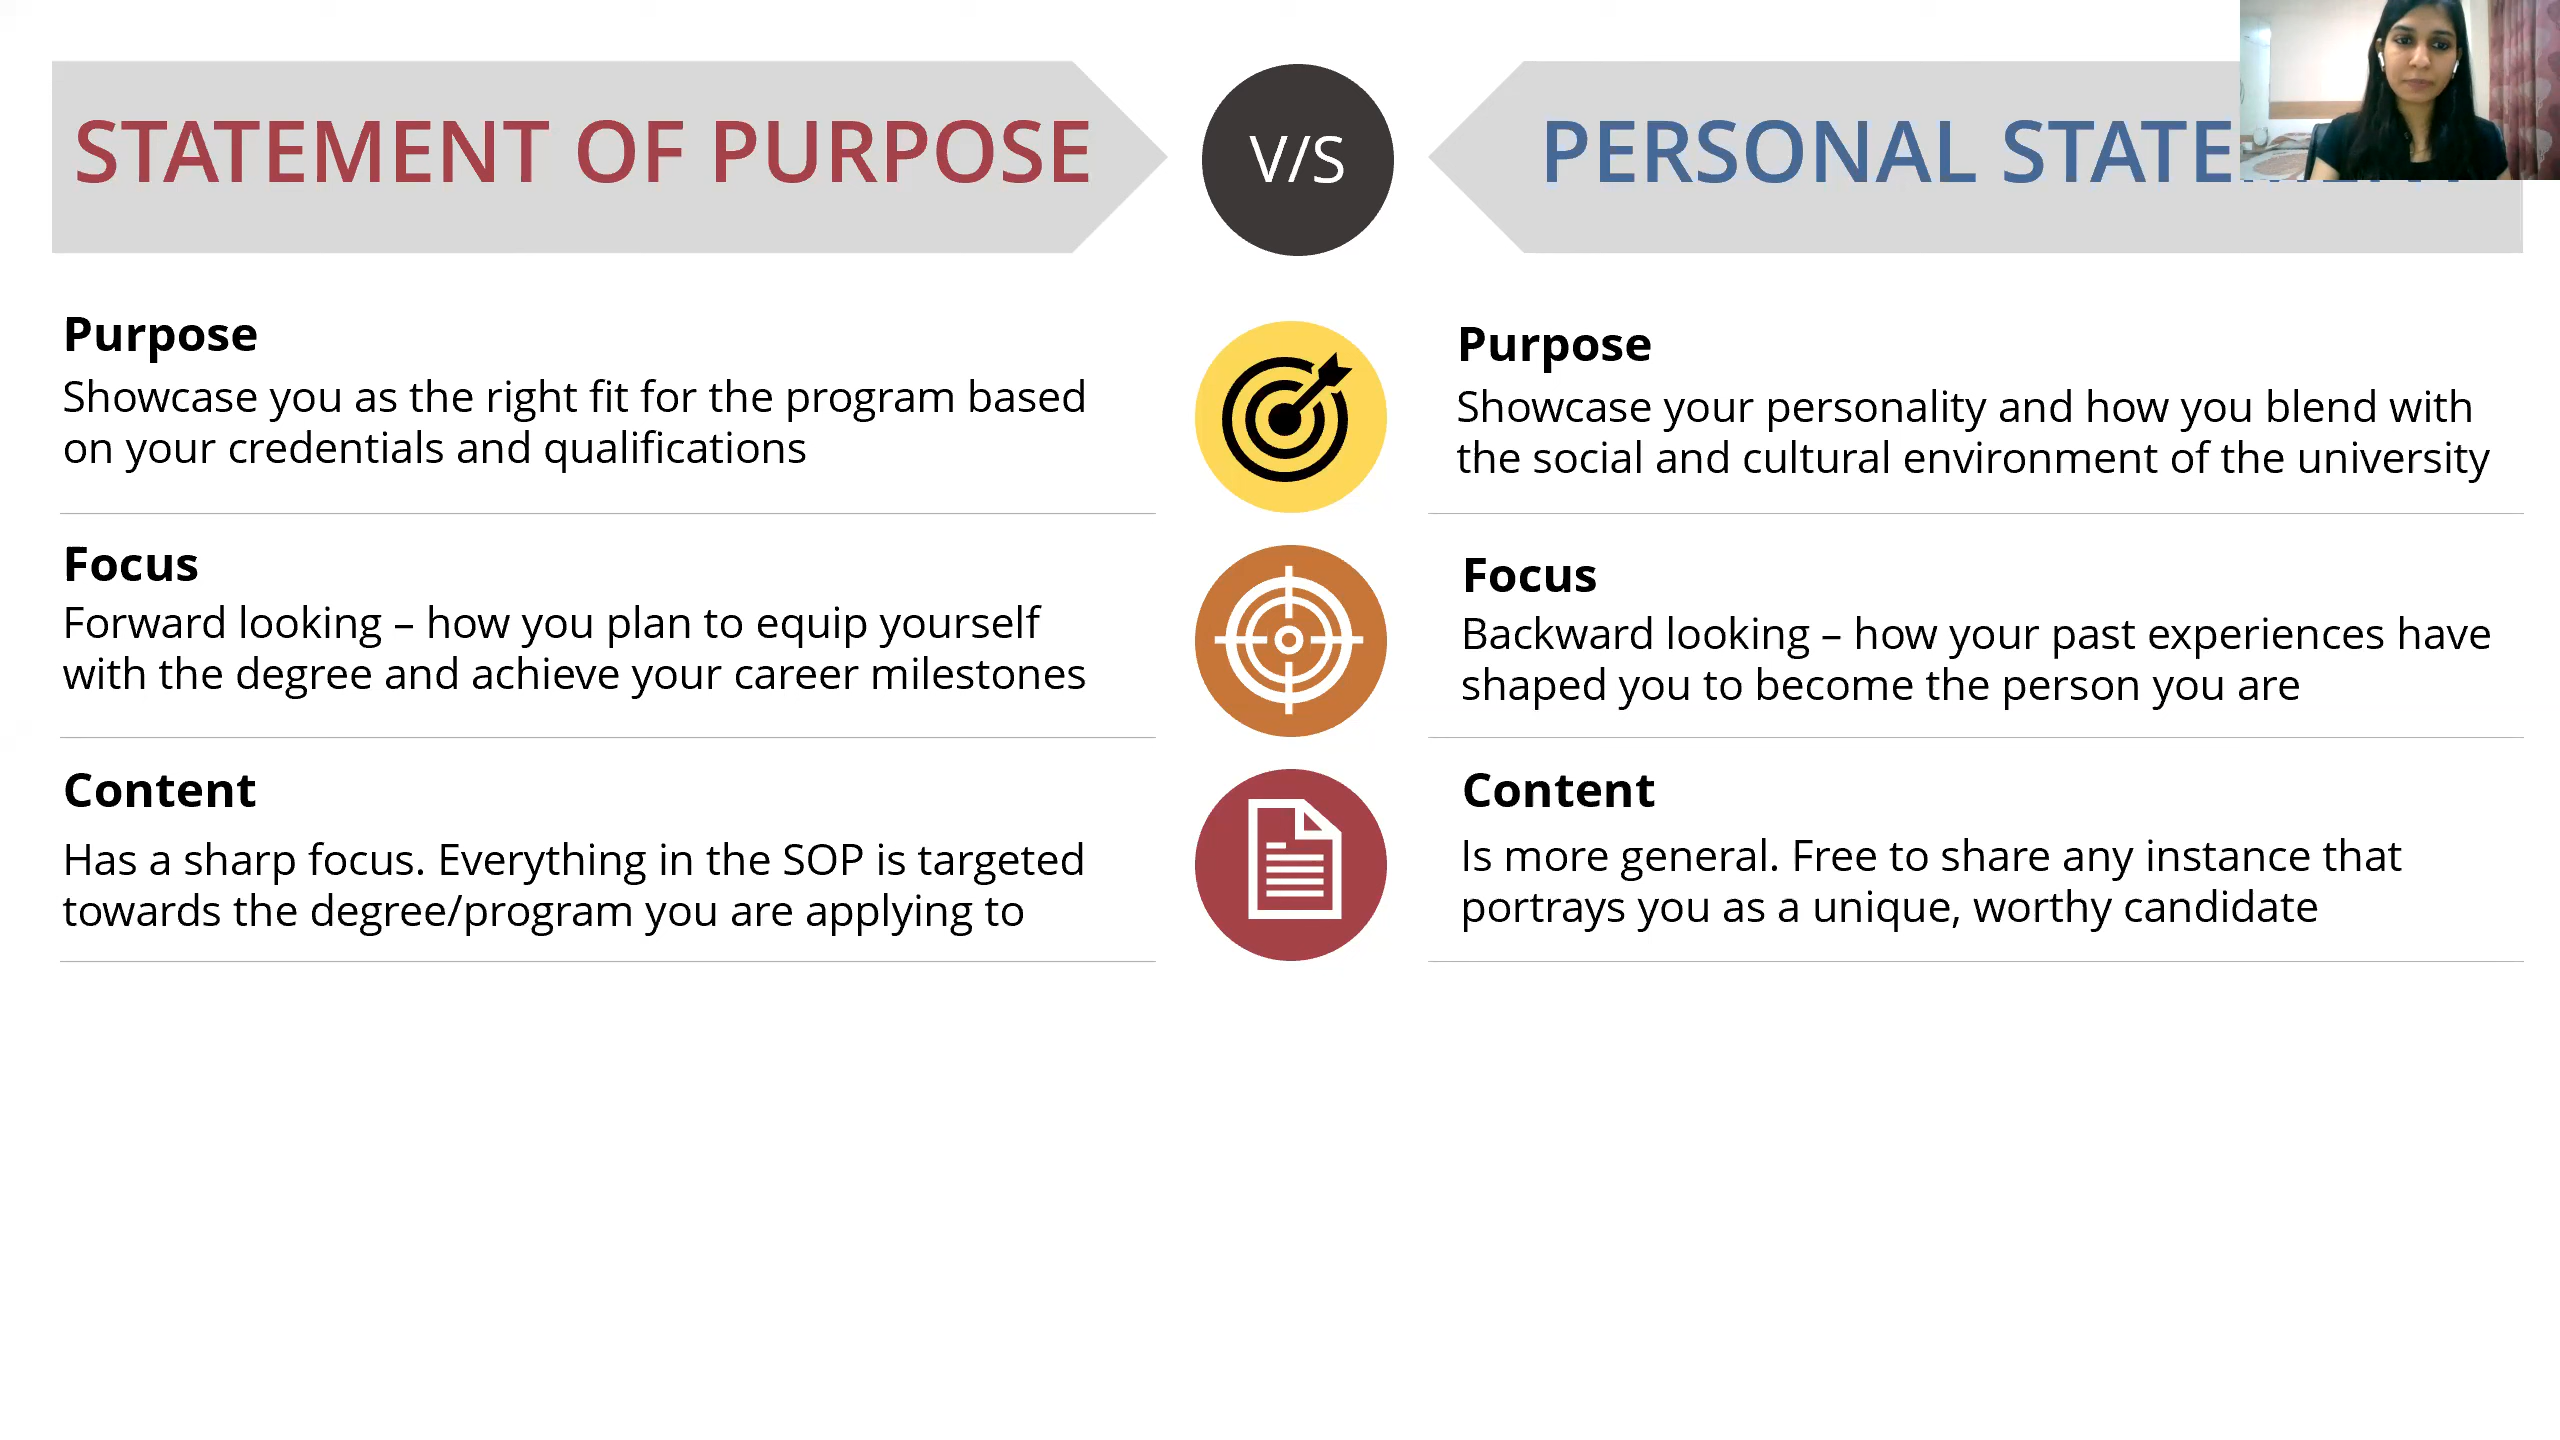 STATEMENT OF PURPOSE
V/S
PERSONAL
Purpose
Showcase you as the right fit for the program based
on your credentials and qualifications
Purpose
Showcase your personality and how you blend with
the social and cultural environment of the university
Focus
Forward looking – how you plan to equip yourself
with the degree and achieve your career milestones
Focus
Backward looking – how your past experiences have
shaped you to become the person you are
Content
Has a sharp focus. Everything in the SOP is targeted
towards the degree/program you are applying to
Content
Is more general. Free to share any instance that
portrays you as a unique, worthy candidate